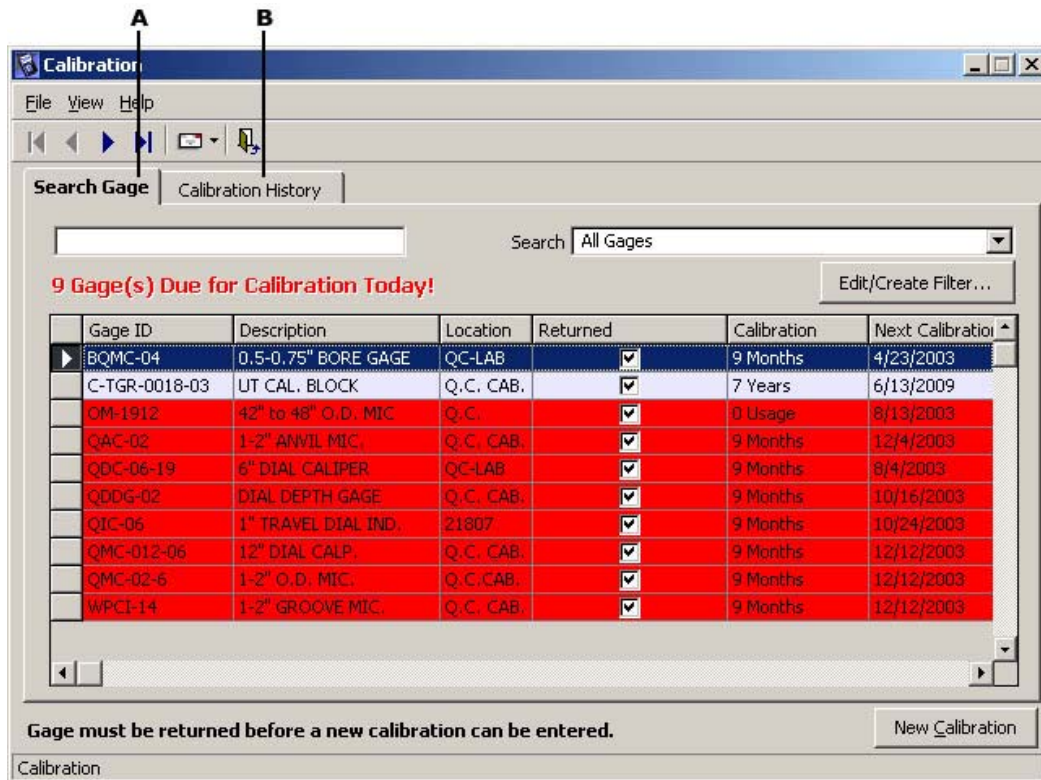 A B
Calibration
File View Help
Search Gage Calibration History
Search All Gages
9 Gage(s) Due for Calibration Today!
Edit/Create Filter...
Gage ID Description Location Returned Calibration Next Calibration
BQMC-04 0.5-0.75" BORE GAGE QC-LAB 9 Months 4/23/2003
C-TGR-0018-03 UT CAL. BLOCK Q.C. CAB. 7 Years 6/13/2009
OM-1912 42" to 48" O.D. MIC Q.C. 0 Usage 8/13/2003
QAC-02 1-2" ANVIL MIC. Q.C. CAB. 9 Months 12/4/2003
QDC-06-19 6" DIAL CALIPER QC-LAB 9 Months 8/4/2003
QDDG-02 DIAL DEPTH GAGE Q.C. CAB. 9 Months 10/16/2003
QIC-06 1" TRAVEL DIAL IND. 21807 9 Months 10/24/2003
QMC-012-06 12" DIAL CALP. Q.C. CAB. 9 Months 12/12/2003
QMC-02-6 1-2" O.D. MIC. Q.C.CAB. 9 Months 12/12/2003
WPCI-14 1-2" GROOVE MIC. Q.C. CAB. 9 Months 12/12/2003
Gage must be returned before a new calibration can be entered.
New Calibration
Calibration